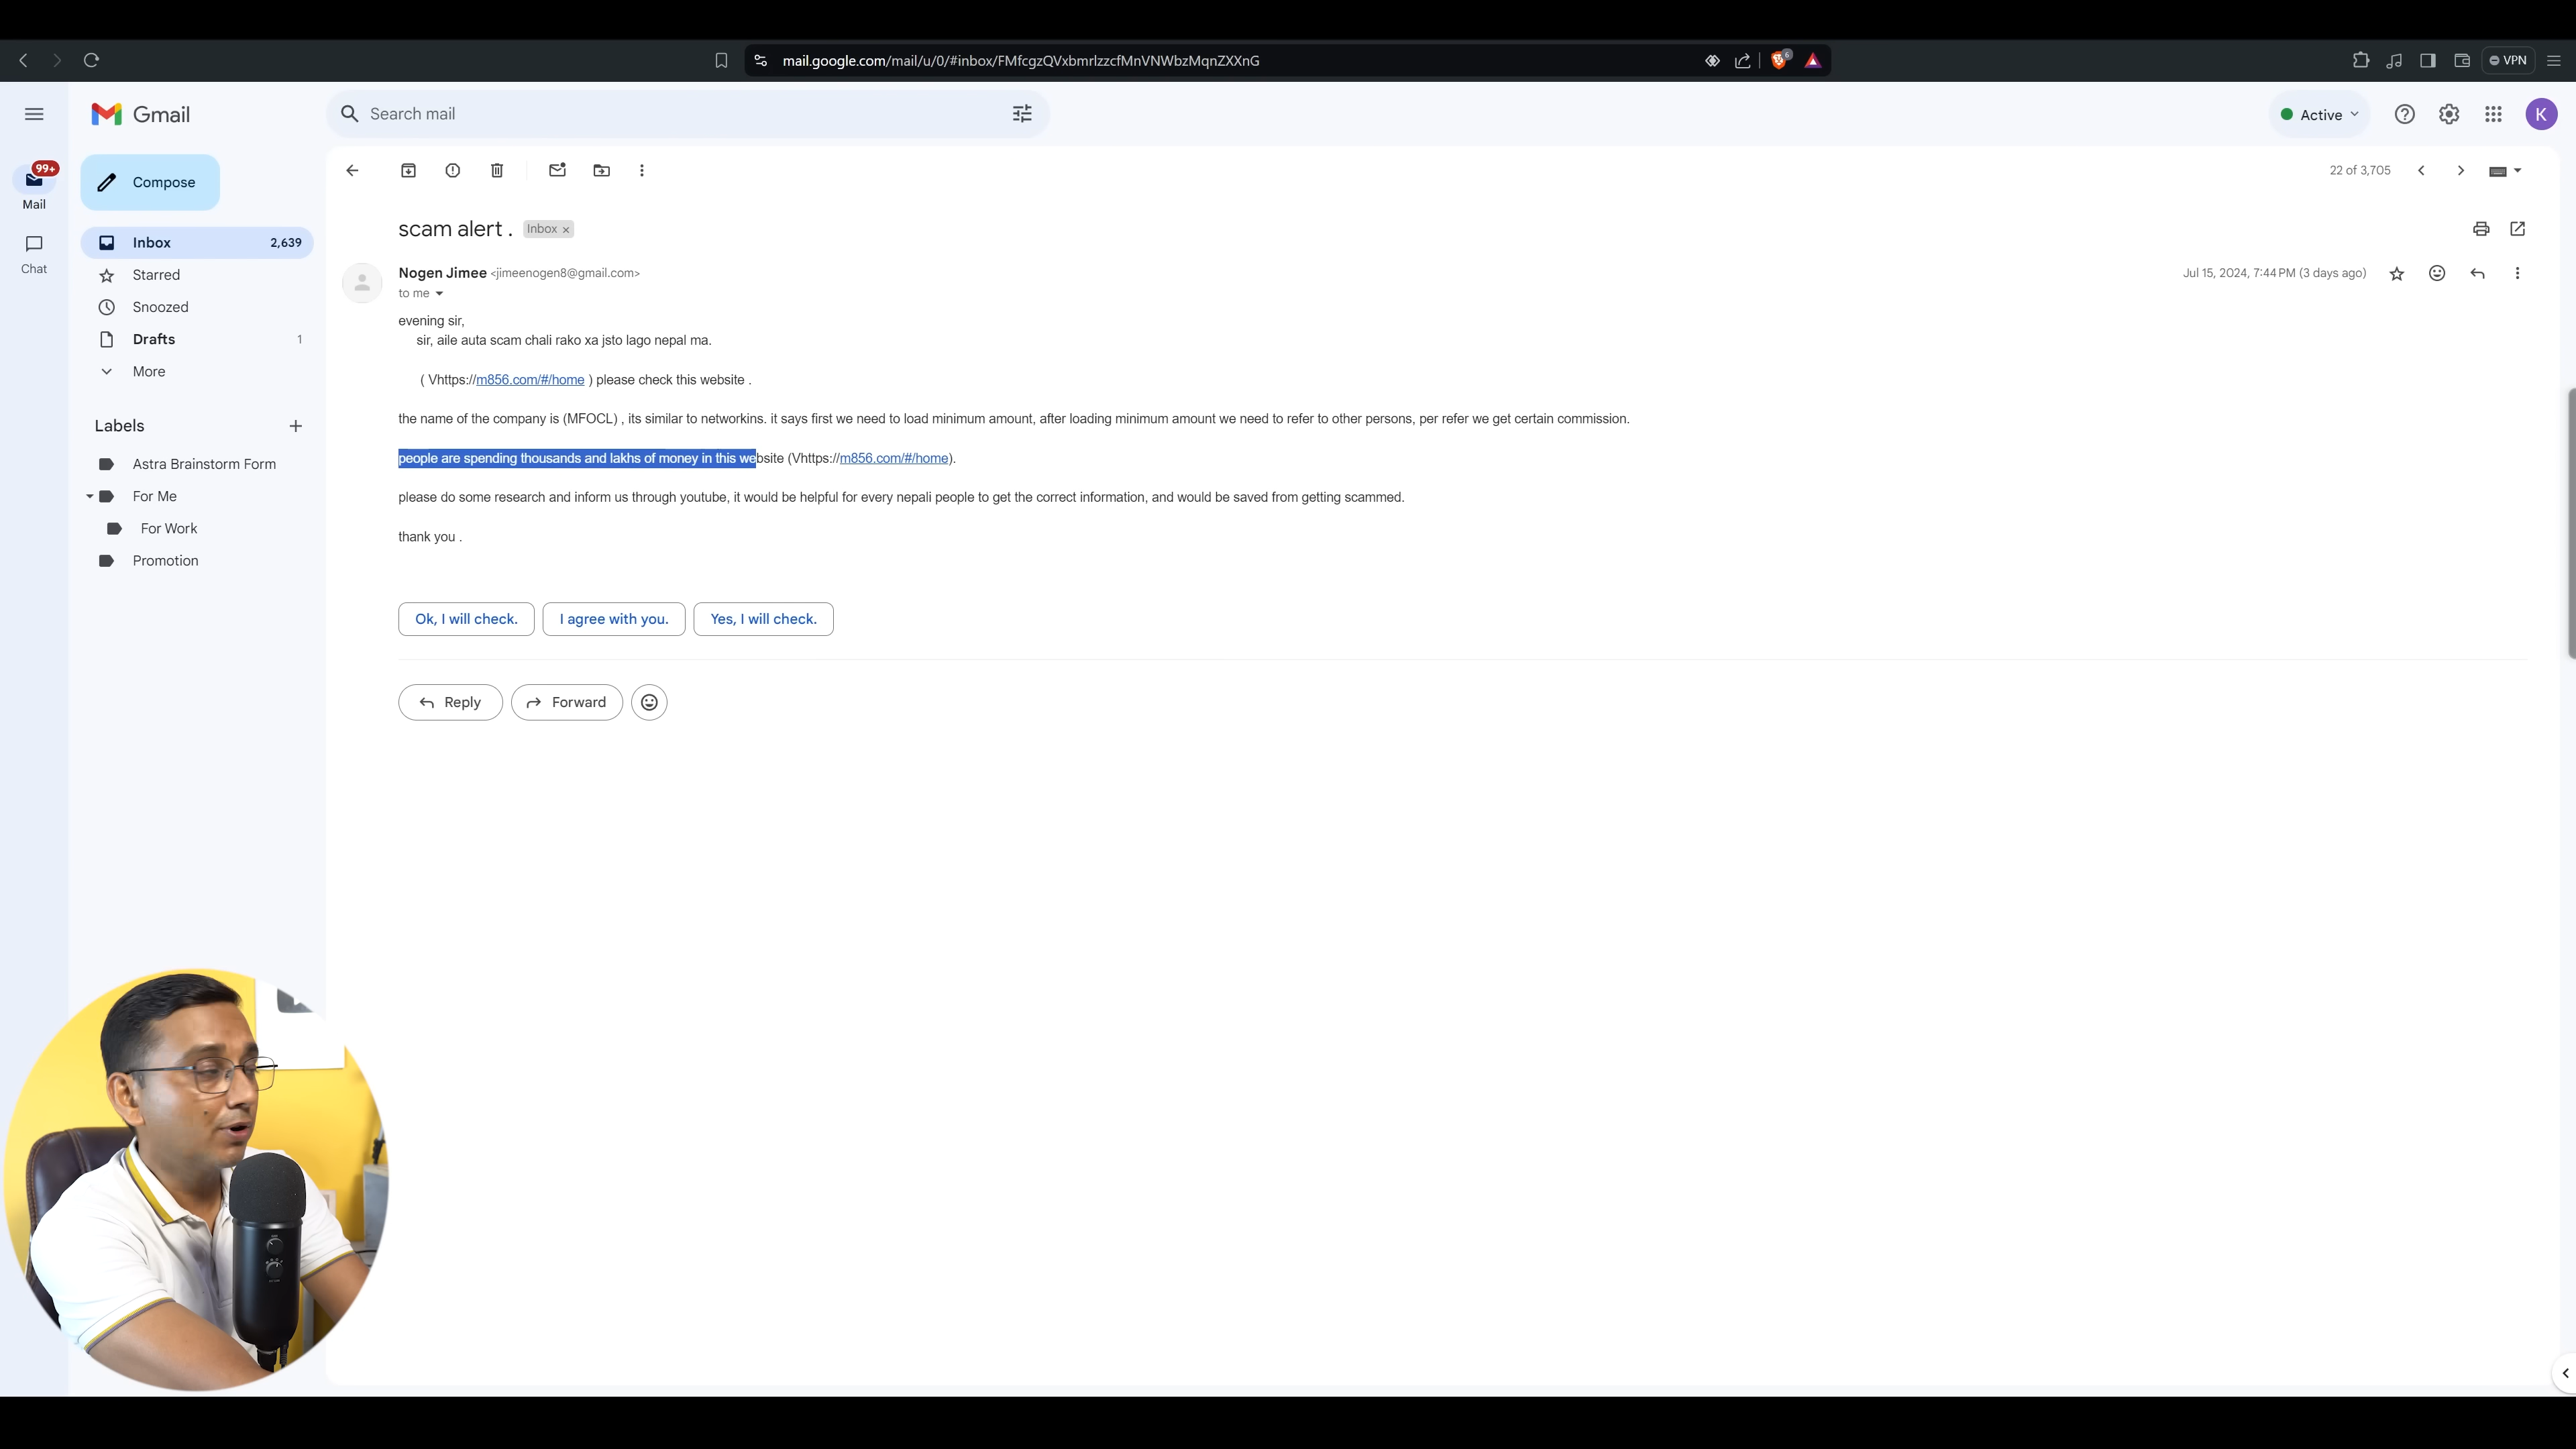 mail.google.com/mail/u/0/#inbox/FMfcgzQVxbmrlzzcfMnVNWbzMqnZXXnG
6
VPN
Gmail
Search mail
Active
K
99+
Mail
Chat
Compose
Inbox 2,639
Starred
Snoozed
Drafts 1
More
Labels
Astra Brainstorm Form
For Me
For Work
Promotion
22 of 3,705
scam alert . Inbox x
Nogen Jimee <jimeenogen8@gmail.com>
Jul 15, 2024, 7:44 PM (3 days ago)
to me
evening sir,
sir, aile auta scam chali rako xa jsto lago nepal ma.
( Vhttps://m856.com/#/home ) please check this website .
the name of the company is (MFOCL) , its similar to networkins. it says first we need to load minimum amount, after loading minimum amount we need to refer to other persons, per refer we get certain commission.
people are spending thousands and lakhs of money in this website (Vhttps://m856.com/#/home).
please do some research and inform us through youtube, it would be helpful for every nepali people to get the correct information, and would be saved from getting scammed.
thank you .
Ok, I will check.
I agree with you.
Yes, I will check.
Reply
Forward